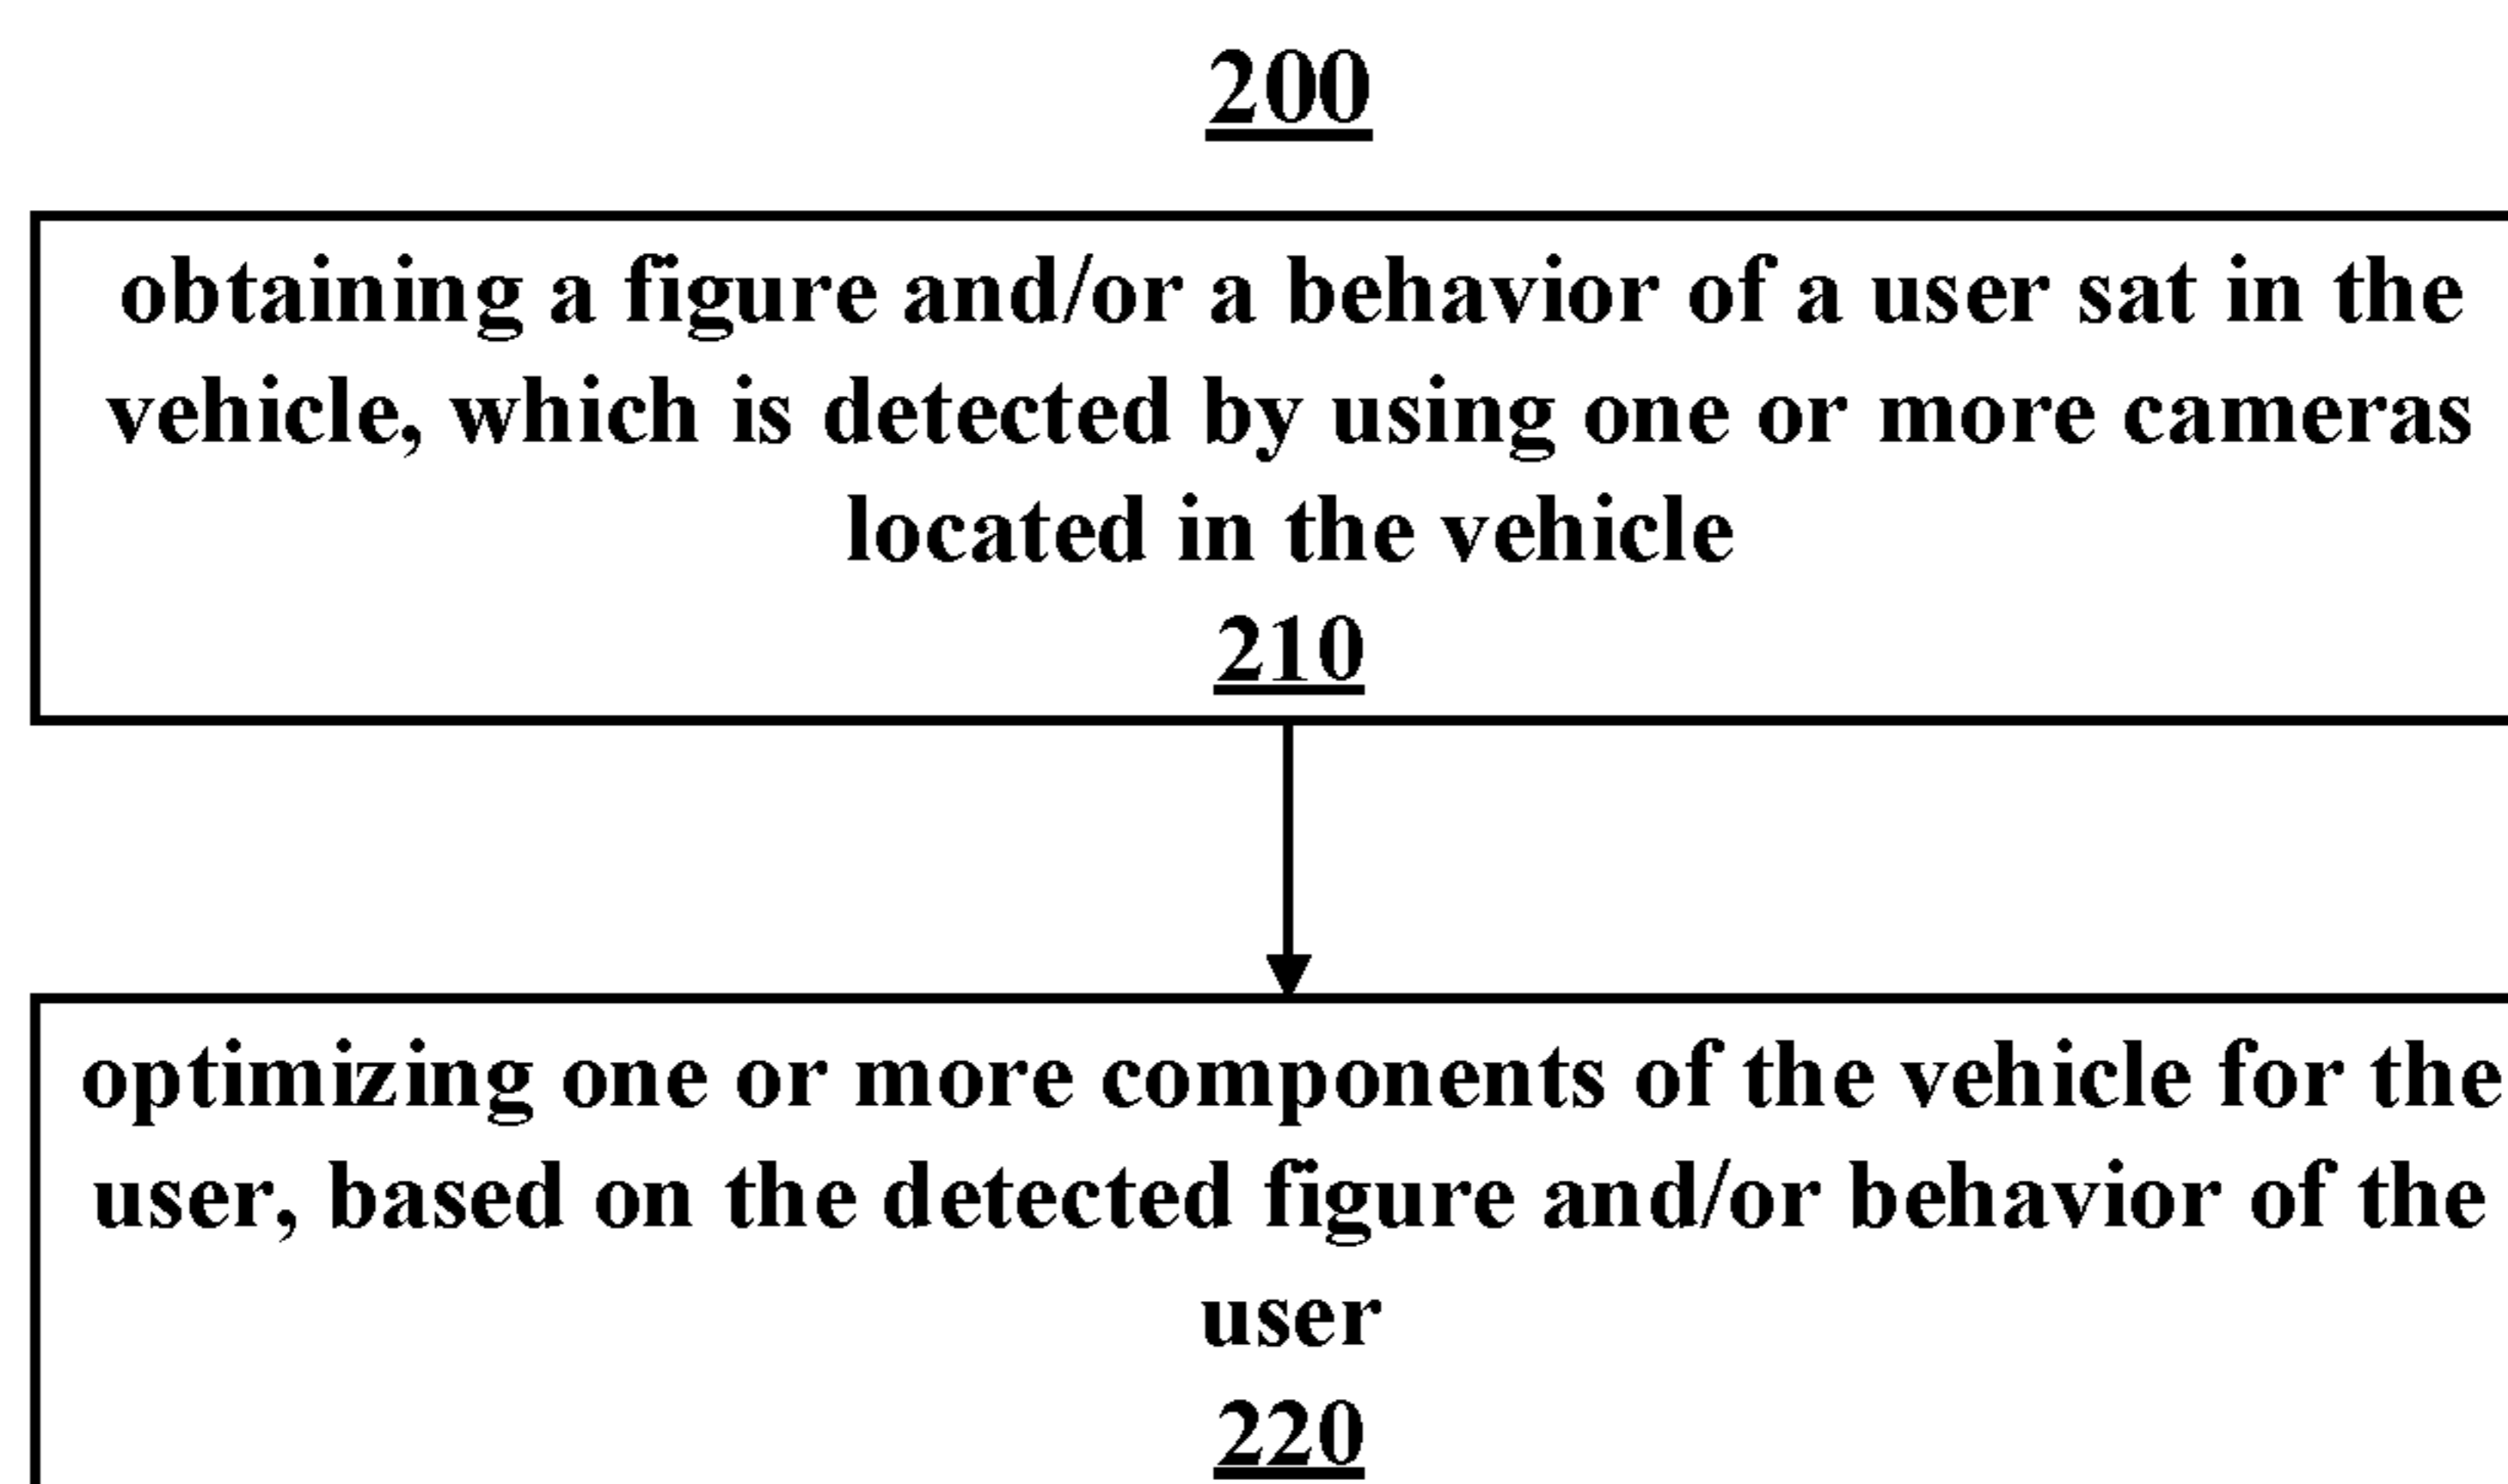 200
obtaining a figure and/or a behavior of a user sat in the
vehicle, which is detected by using one or more cameras
located in the vehicle
210
optimizing one or more components of the vehicle for the
user, based on the detected figure and/or behavior of the
user
220